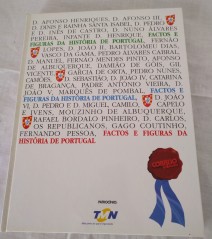 D. AFONSO HENRIQUES, D. AFONSO III,
D. DINIS E RAINHA SANTA ISABEL, D. PEDRO I
E D. INÊS DE CASTRO, D. NUNO ÁLVARES
PEREIRA, INFANTE D. HENRIQUE, FACTOS E
FIGURAS DA HISTÓRIA DE PORTUGAL, FERNÃO
LOPES, D. JOÃO II, BARTOLOMEU DIAS,
VASCO DA GAMA, PEDRO ÁLVARES CABRAL,
D. MANUEL, FERNÃO MENDES PINTO, AFONSO
DE ALBUQUERQUE, DAMIÃO DE GÓIS, GIL
VICENTE, GARCIA DE ORTA, PEDRO NUNES,
CAMÕES, D. SEBASTIÃO, D. JOÃO IV, CATARINA
DE BRAGANÇA, PADRE ANTÓNIO VIEIRA, D.
JOÃO V, MARQUÊS DE POMBAL, FACTOS E
FIGURAS DA HISTÓRIA DE PORTUGAL, D. JOÃO
VI, D. PEDRO E D. MIGUEL, CAMILO,
CAPELO E IVENS, MOUZINHO DE ALBUQUERQUE,
RAFAEL BORDALO PINHEIRO, D. CARLOS,
OS REPUBLICANOS, GAGO COUTINHO,
FERNANDO PESSOA, FACTOS E FIGURAS DA
HISTÓRIA DE PORTUGAL
CORREIO